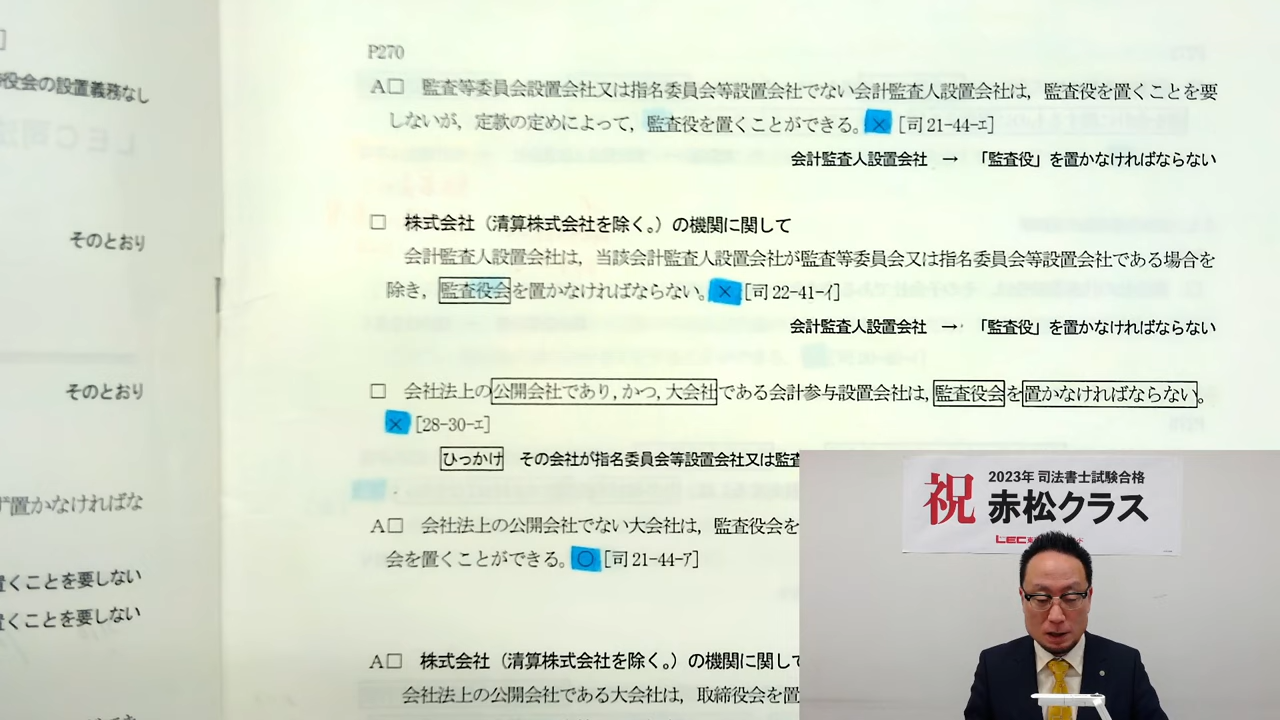 役会の設置義務なし
そのとおり
そのとおり
ず置かなければな
置くことを要しない
置くことを要しない
P270
A□ 監査等委員会設置会社又は指名委員会等設置会社でない会計監査人設置会社は，監査役を置くことを要
しないが，定款の定めによって，監査役を置くことができる。×[司21-44-エ]
会計監査人設置会社 → 「監査役」を置かなければならない
□ 株式会社（清算株式会社を除く。）の機関に関して
会計監査人設置会社は，当該会計監査人設置会社が監査等委員会又は指名委員会等設置会社である場合を
除き，監査役会を置かなければならない。×[司22-41-イ]
会計監査人設置会社 → 「監査役」を置かなければならない
□ 会社法上の公開会社であり，かつ，大会社である会計参与設置会社は，監査役会を置かなければならない。
×[28-30-エ]
ひっかけ その会社が指名委員会等設置会社又は監査
A□ 会社法上の公開会社でない大会社は，監査役会を
会を置くことができる。○[司21-44-ア]
A□ 株式会社（清算株式会社を除く。）の機関に関して
会社法上の公開会社である大会社は，取締役会を置
祝
2023年 司法書士試験合格
赤松クラス
LEC